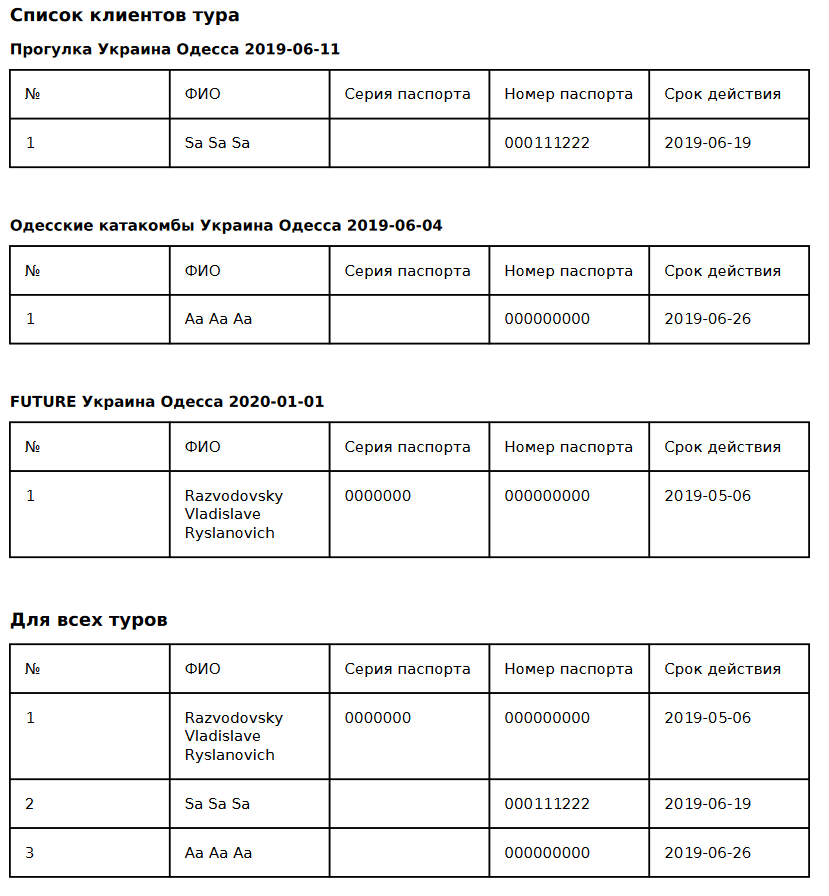 Список клиентов тура
Прогулка Украина Одесса 2019-06-11
№ ФИО Серия паспорта Номер паспорта Срок действия
1 Sa Sa Sa 000111222 2019-06-19
Одесские катакомбы Украина Одесса 2019-06-04
№ ФИО Серия паспорта Номер паспорта Срок действия
1 Aa Aa Aa 000000000 2019-06-26
FUTURE Украина Одесса 2020-01-01
№ ФИО Серия паспорта Номер паспорта Срок действия
1 Razvodovsky 0000000 000000000 2019-05-06
Vladislave
Ryslanovich
Для всех туров
№ ФИО Серия паспорта Номер паспорта Срок действия
1 Razvodovsky 0000000 000000000 2019-05-06
Vladislave
Ryslanovich
2 Sa Sa Sa 000111222 2019-06-19
3 Aa Aa Aa 000000000 2019-06-26